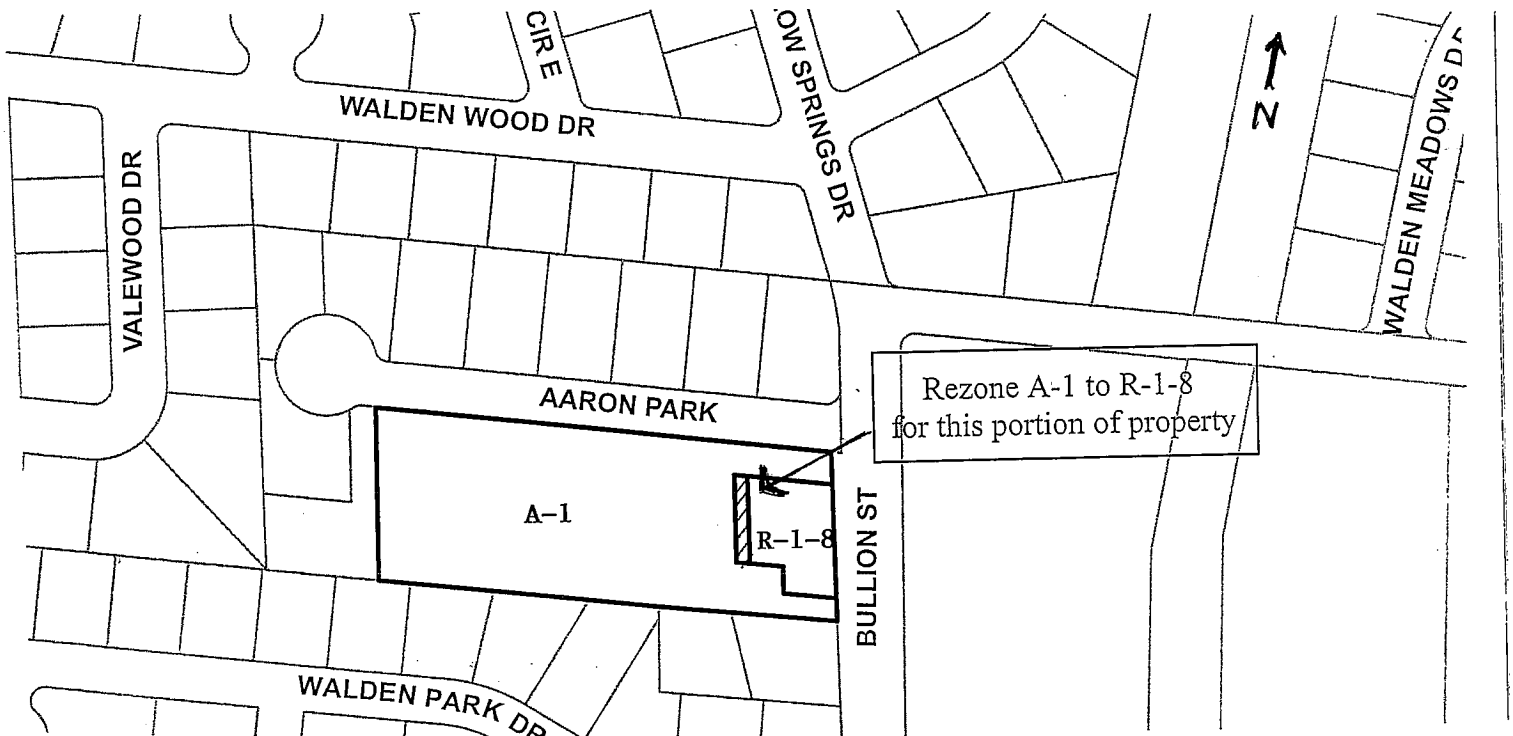 CIR E
OW SPRINGS DR
N
WALDEN MEADOWS DR
WALDEN WOOD DR
VALEWOOD DR
Rezone A-1 to R-1-8
for this portion of property
AARON PARK
A-1
R-1-8
BULLION ST
WALDEN PARK DR